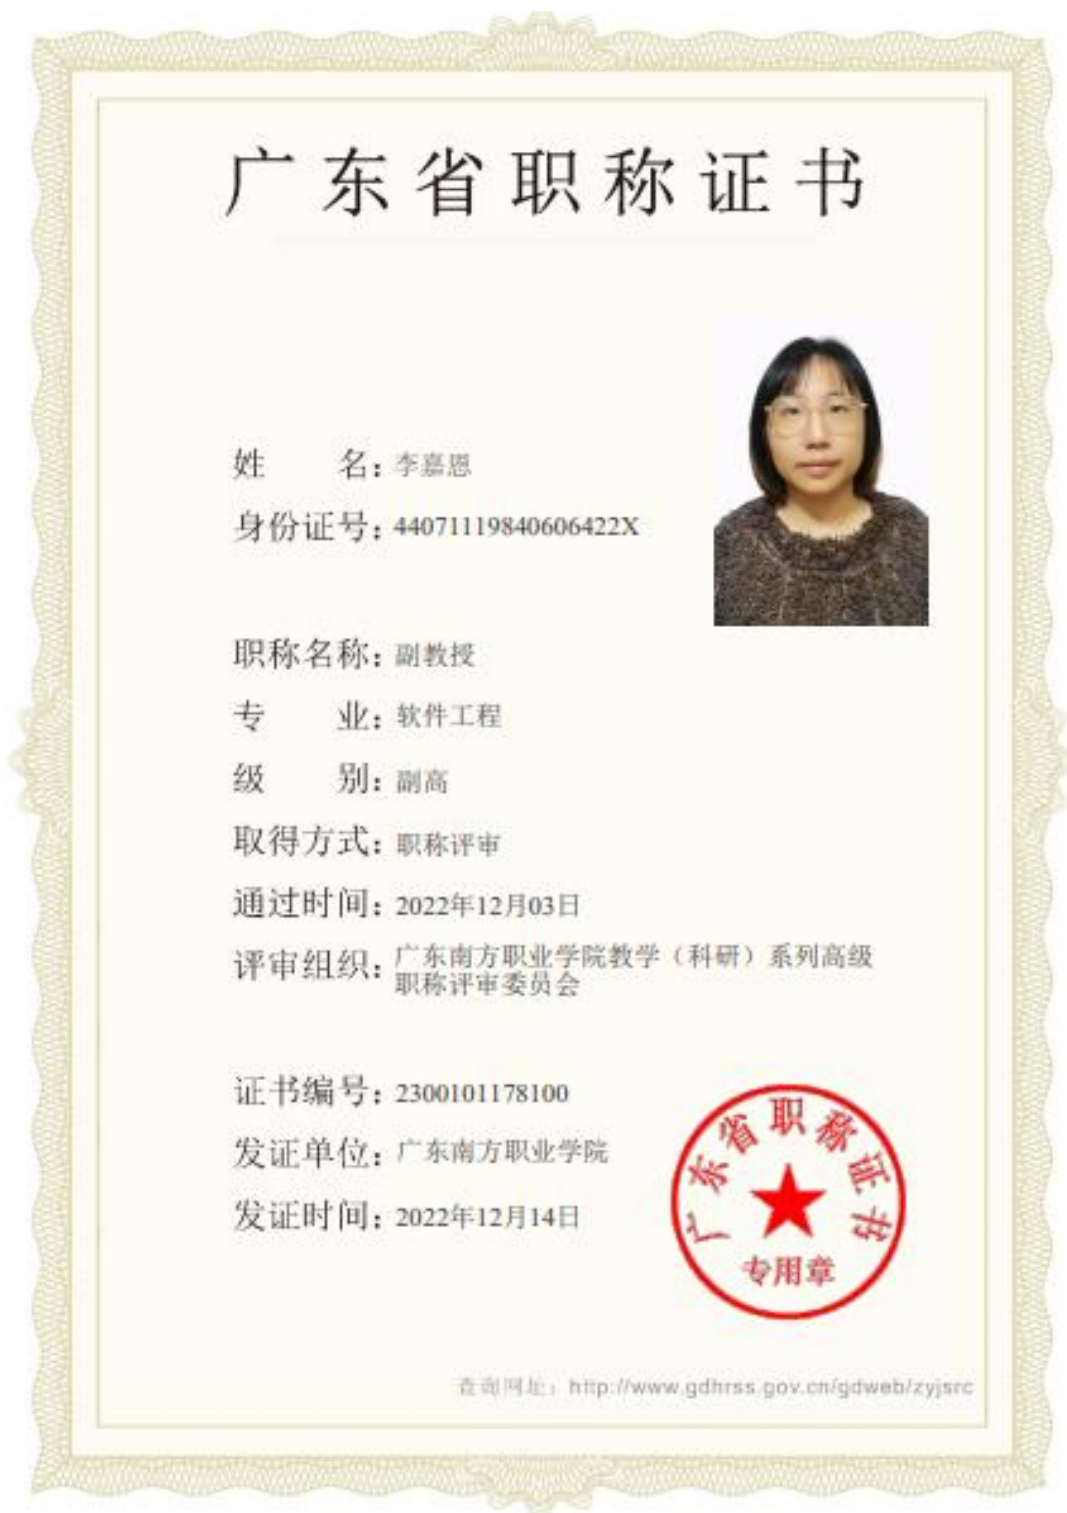 广东省职称证书
姓名：李嘉恩
身份证号：44071119840606422X
职称名称：副教授
专业：软件工程
级别：副高
取得方式：职称评审
通过时间：2022年12月03日
评审组织：广东南方职业学院教学（科研）系列高级
职称评审委员会
证书编号：2300101178100
发证单位：广东南方职业学院
发证时间：2022年12月14日
广东省职称证书
专用章
查询网址：http://www.gdhrss.gov.cn/gdweb/zyjsrc